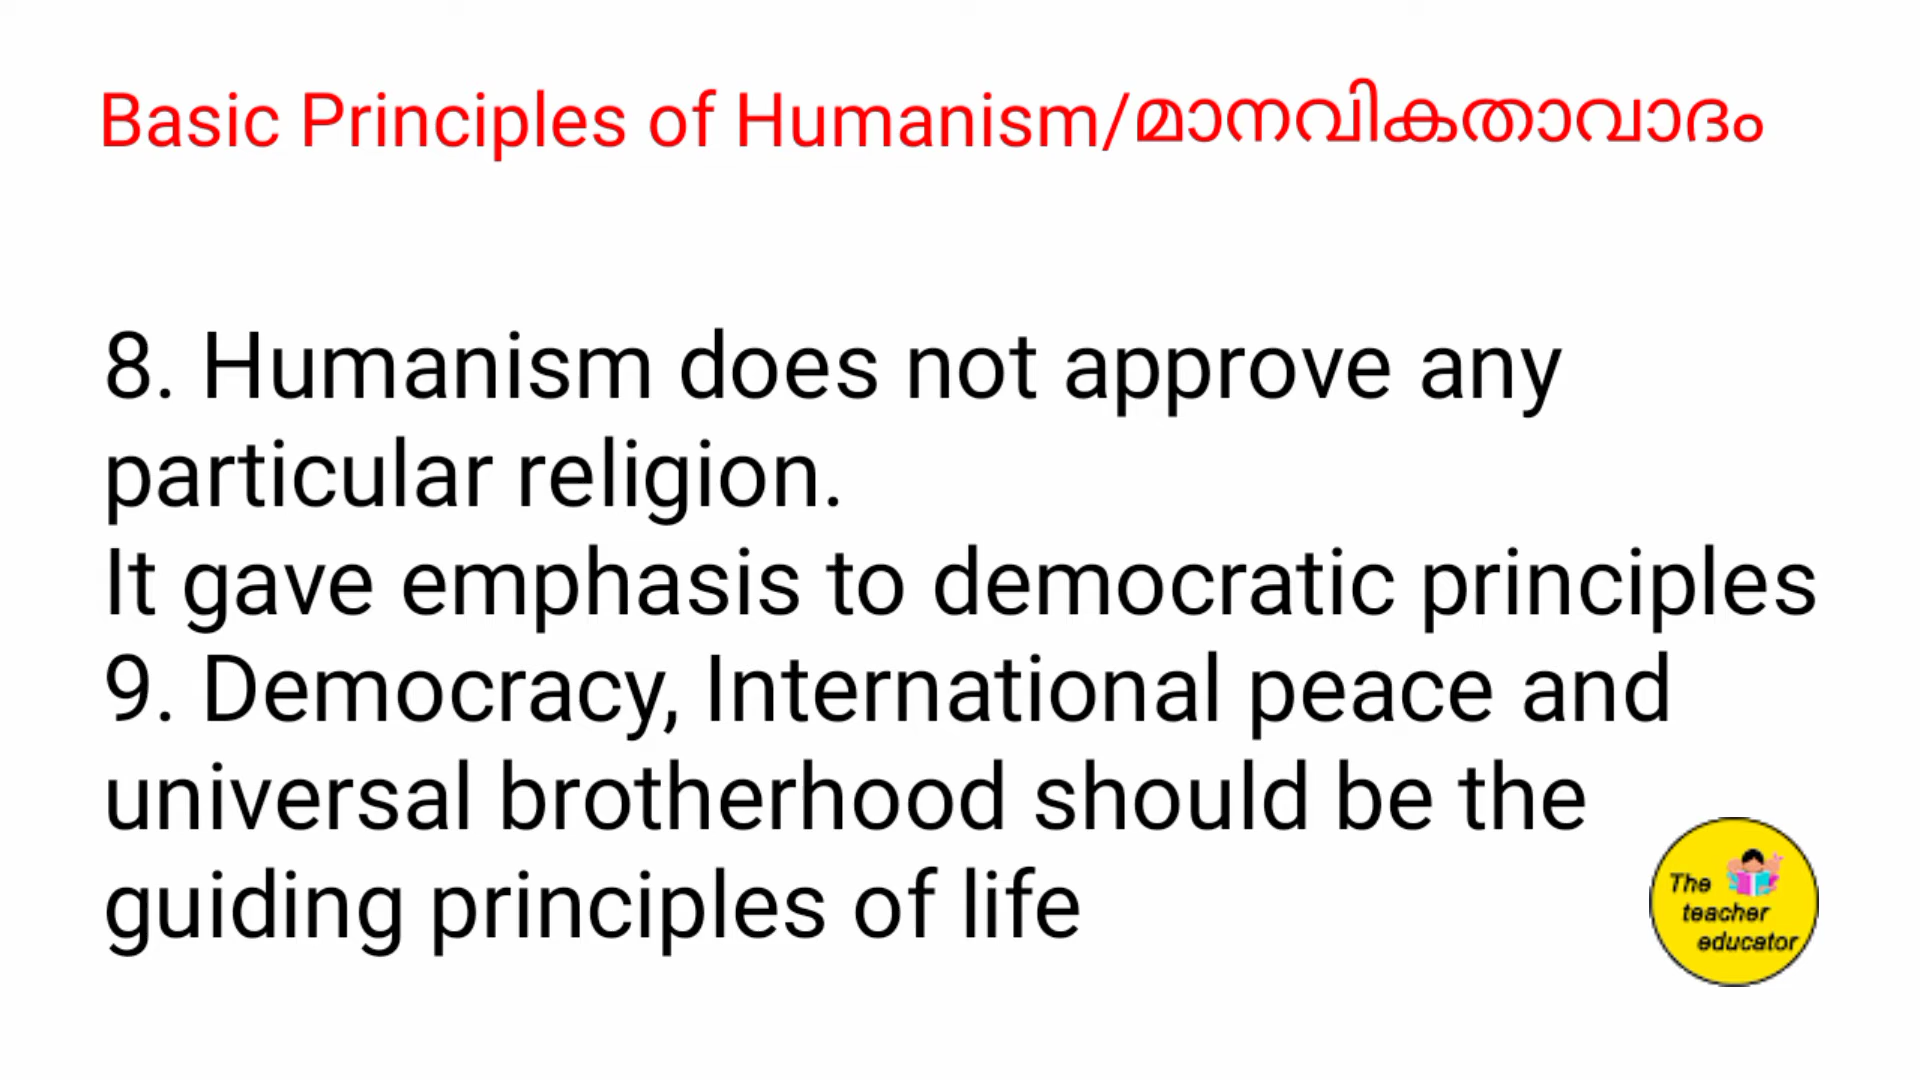 Basic Principles of Humanism/മാനവികതാവാദം
8. Humanism does not approve any
particular religion.
It gave emphasis to democratic principles
9. Democracy, International peace and
universal brotherhood should be the
guiding principles of life
The
teacher
educator